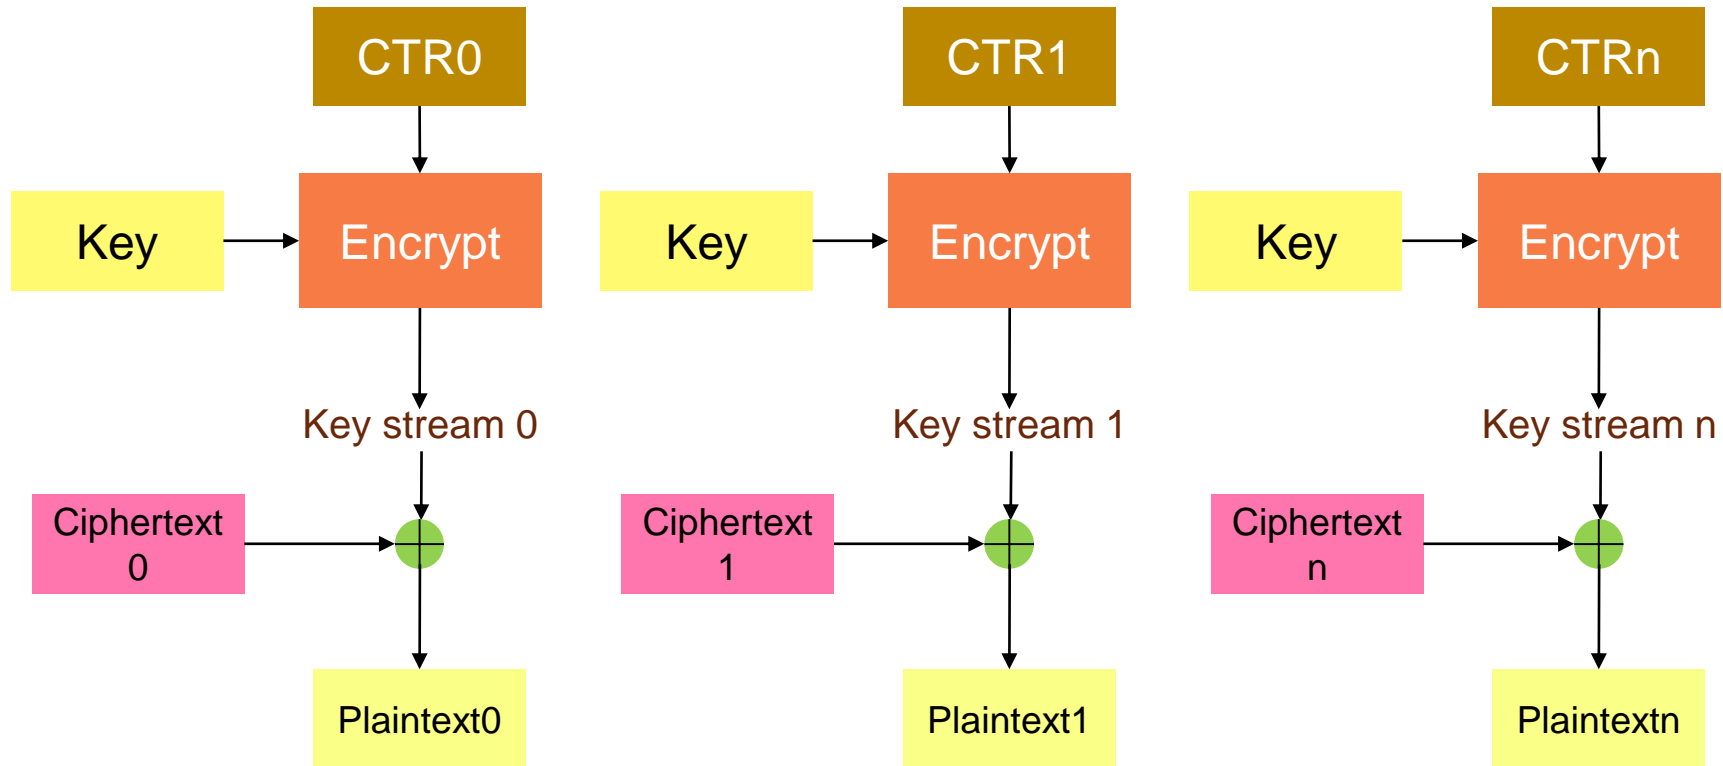 CTR0
CTR1
CTRn
Key
Encrypt
Key
Encrypt
Key
Encrypt
Key stream 0
Key stream 1
Key stream n
Ciphertext
0
Ciphertext
1
Ciphertext
n
Plaintext0
Plaintext1
Plaintextn